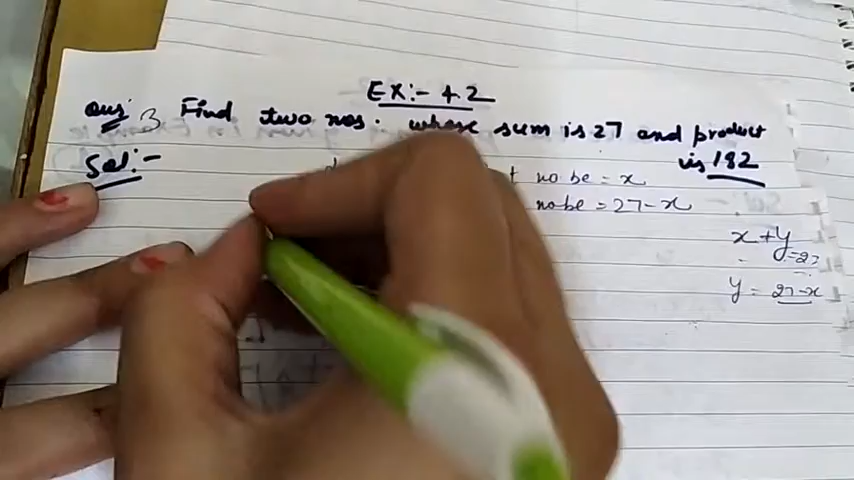 EX:- 4.2
ans: 3 Find two nos. whose sum is 27 and product is 182
Sol:- no be = x
no be = 27-x
x+y = 27
y = 27-x